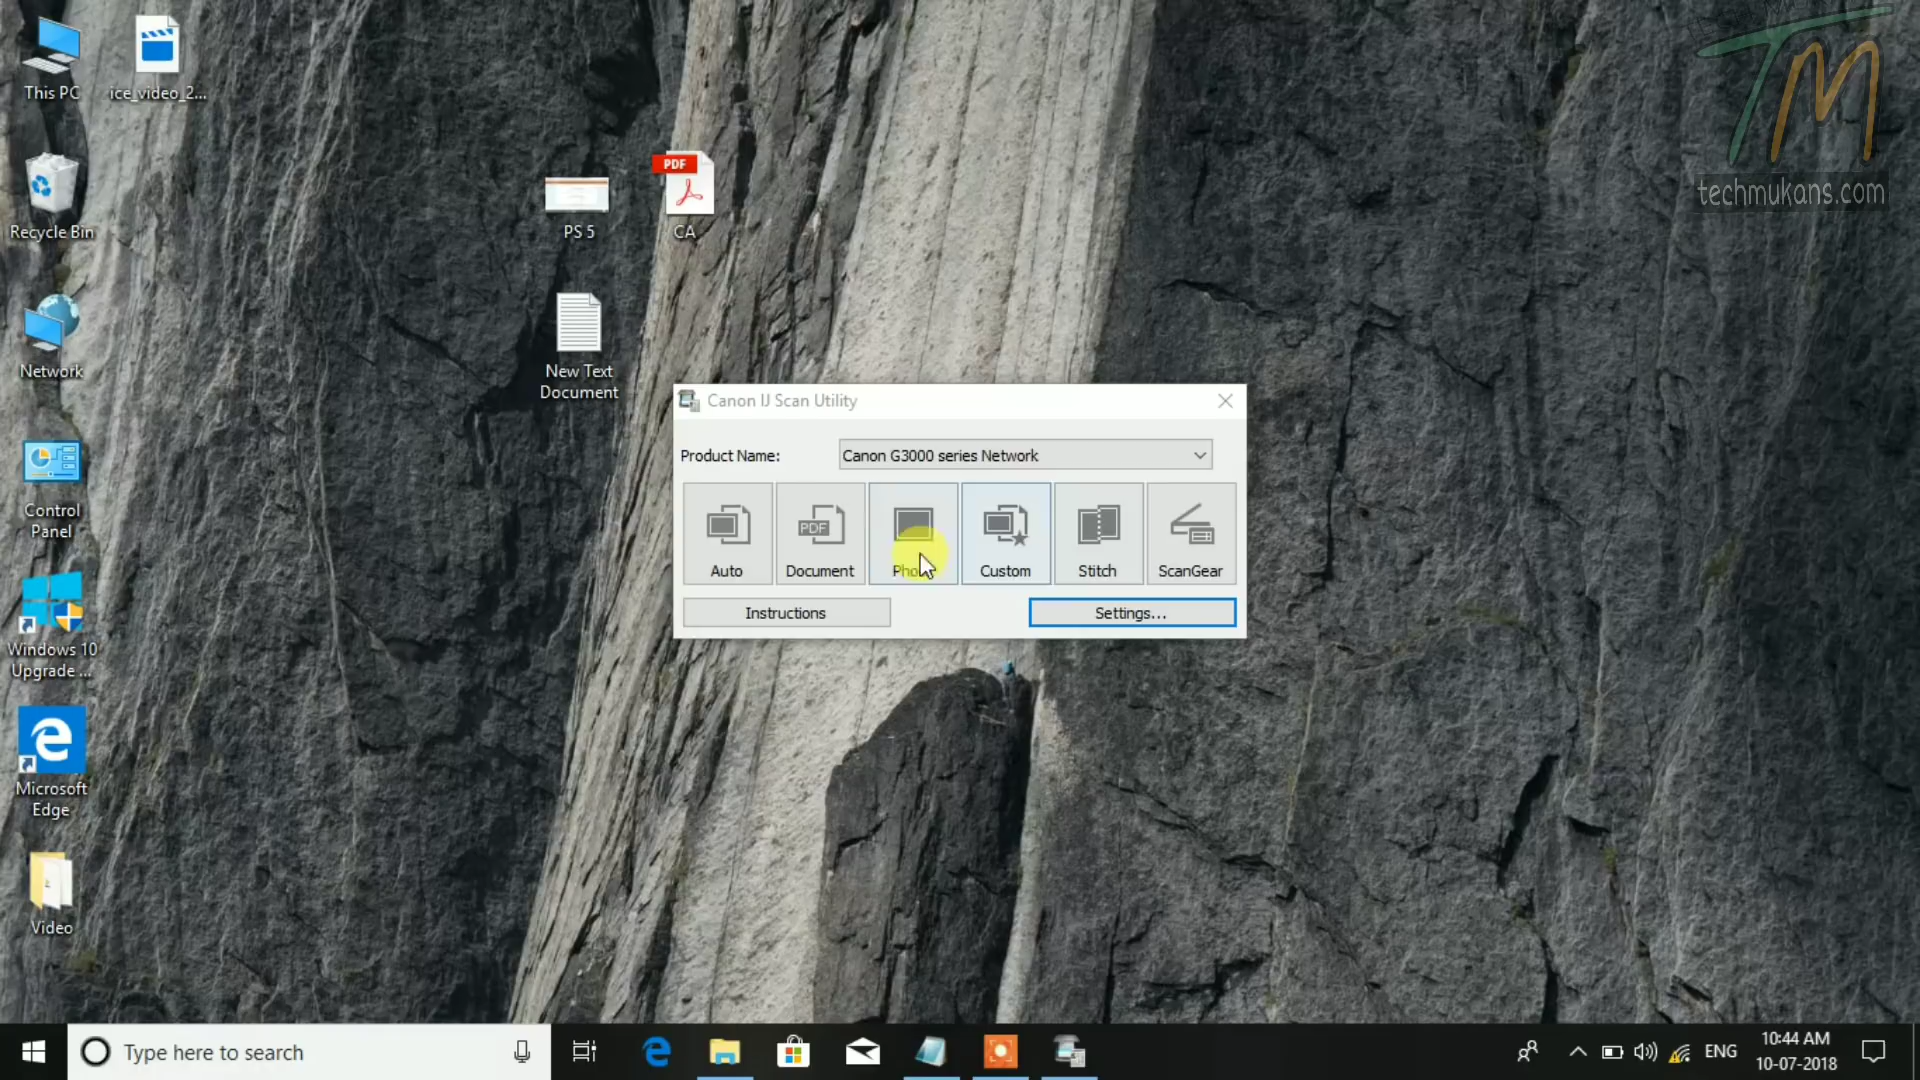 This PC
ice_video_2...
Recycle Bin
PS 5
PDF
CA
Network
New Text
Document
Control
Panel
Windows 10
Upgrade ...
Microsoft
Edge
Video
TM
techmukans.com
Canon IJ Scan Utility
Product Name:
Canon G3000 series Network
Auto
PDF
Document
Custom
Stitch
ScanGear
Instructions
Settings...
Type here to search
ENG
10:44 AM
10-07-2018